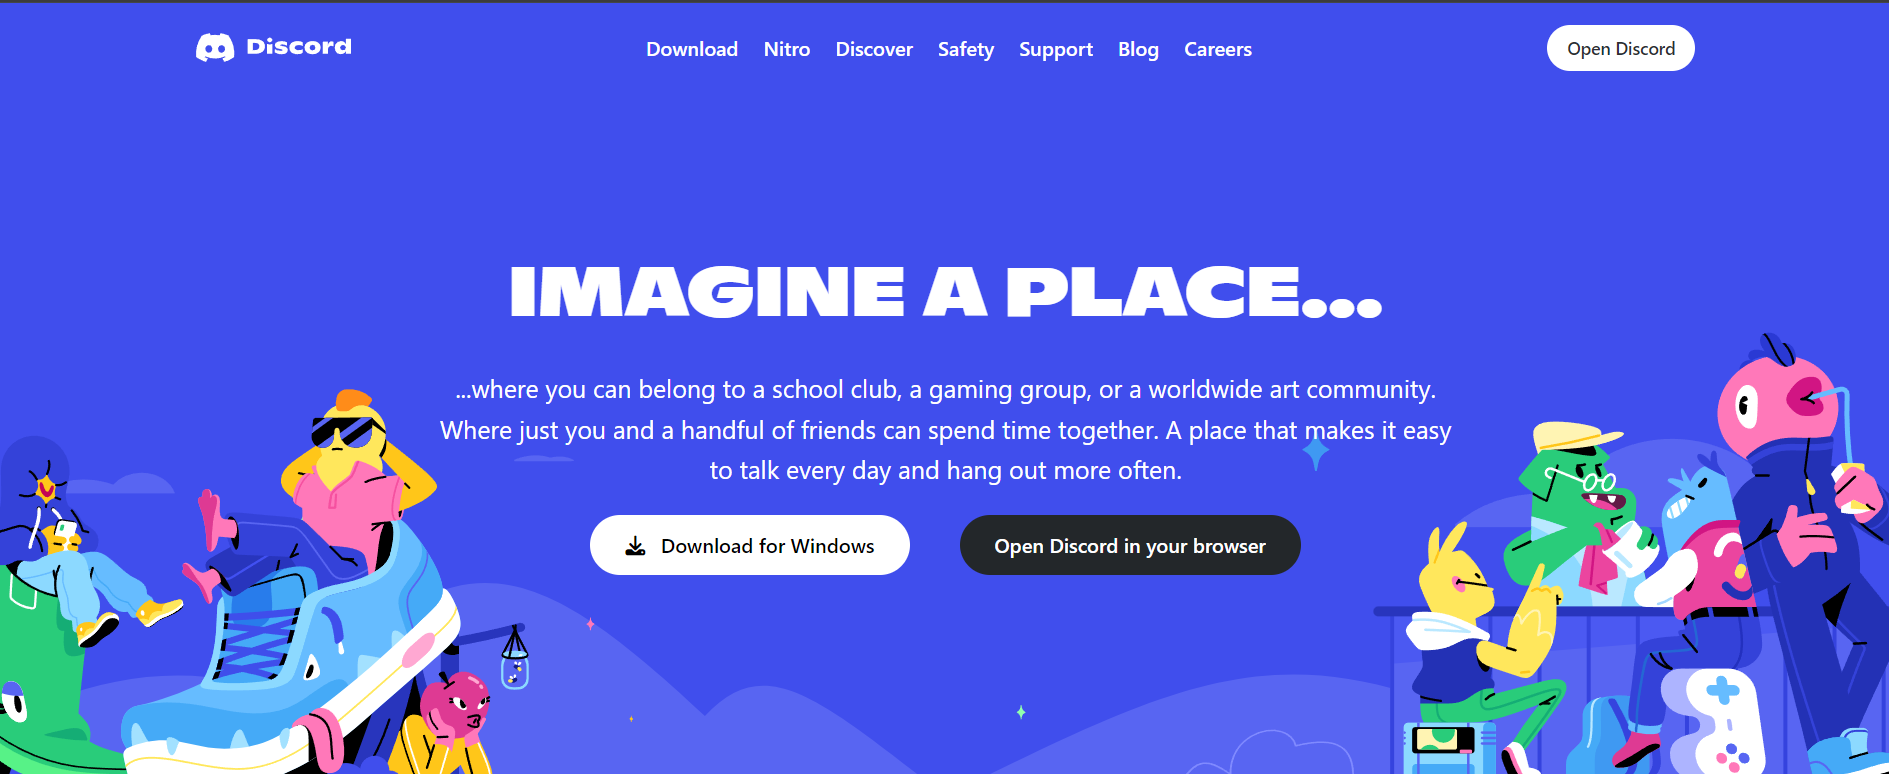 Discord
Download Nitro Discover Safety Support Blog Careers
Open Discord
IMAGINE A PLACE...
...where you can belong to a school club, a gaming group, or a worldwide art community.
Where just you and a handful of friends can spend time together. A place that makes it easy
to talk every day and hang out more often.
Download for Windows
Open Discord in your browser